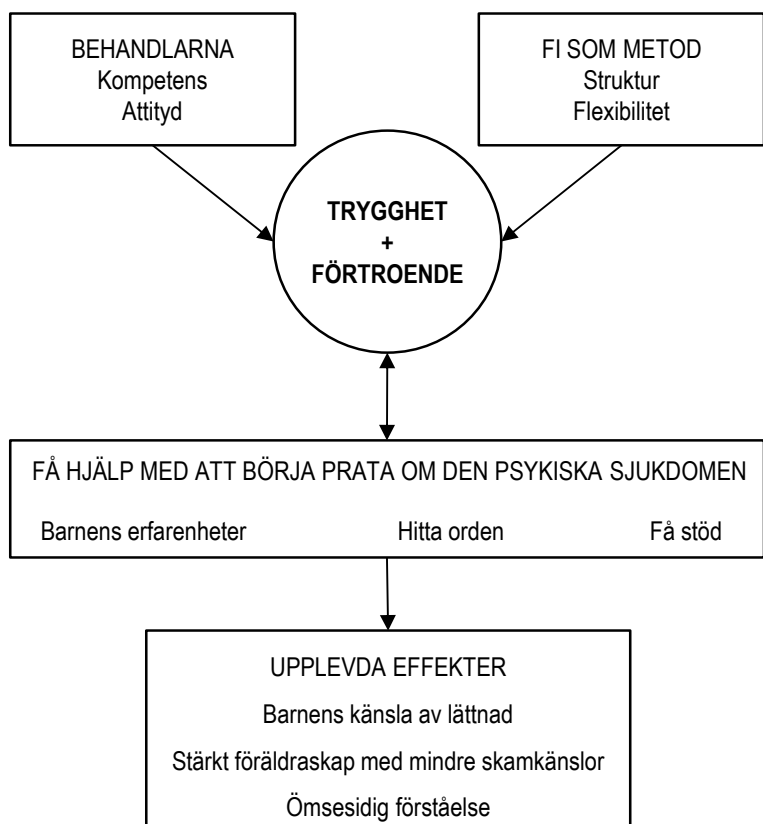 BEHANDLARNA
Kompetens
Attityd
FI SOM METOD
Struktur
Flexibilitet
TRYGGHET
+
FÖRTROENDE
FÅ HJÄLP MED ATT BÖRJA PRATA OM DEN PSYKISKA SJUKDOMEN
Barnens erfarenheter Hitta orden Få stöd
UPPLEVDA EFFEKTER
Barnens känsla av lättnad
Stärkt föräldraskap med mindre skamkänslor
Ömsesidig förståelse